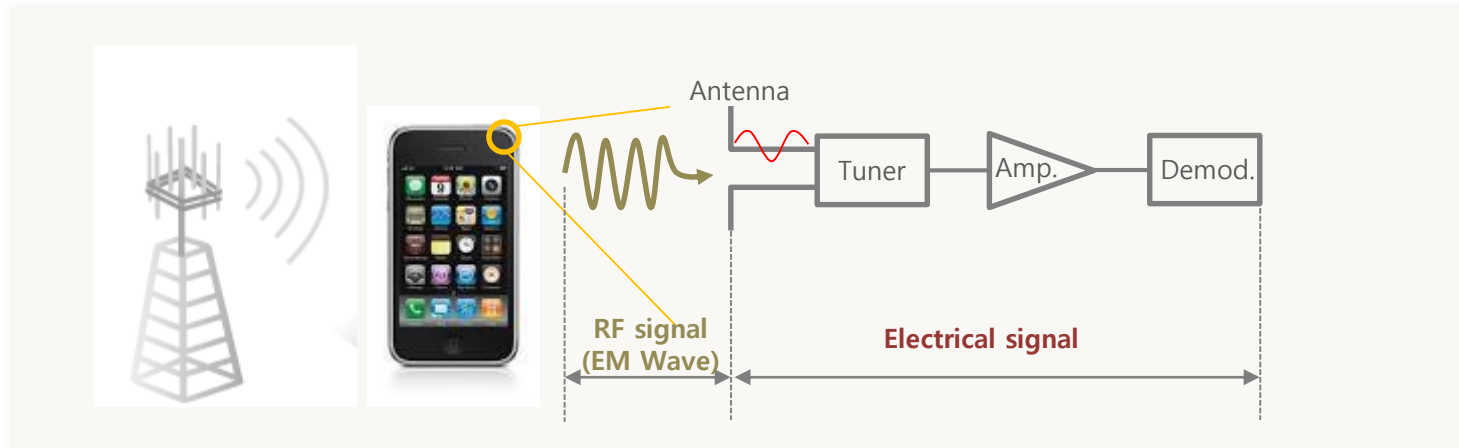 Antenna
Tuner
Amp.
Demod.
RF signal
(EM Wave)
Electrical signal